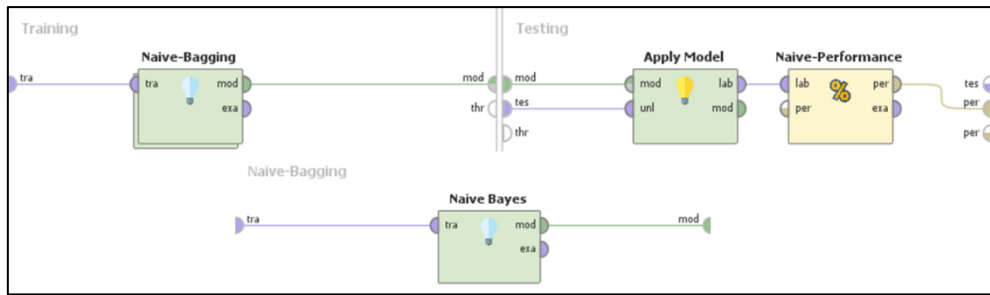 Training
Testing
Naive-Bagging
Apply Model
Naive-Performance
tra
tra
mod
mod
mod
mod
lab
lab
per
tes
exa
thr
tes
unl
mod
per
exa
per
thr
per
Naive-Bagging
Naive Bayes
tra
tra
mod
mod
exa